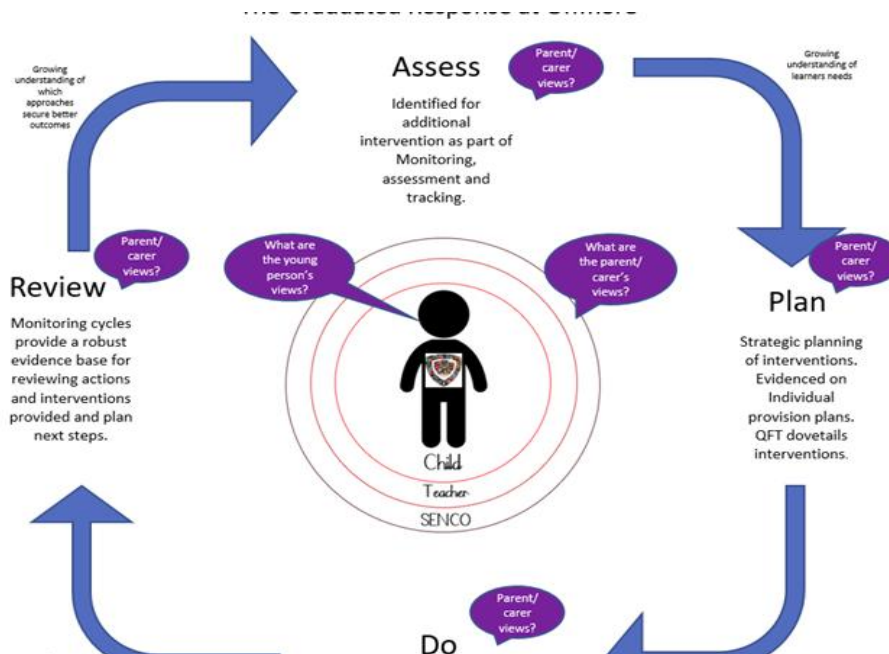 The Graduated Response at
Assess
Parent/
carer
views?
Identified for
additional
intervention as part of
Monitoring,
assessment and
tracking.
Growing
understanding of
learners needs
Parent/
carer
views?
Plan
Strategic planning
of interventions.
Evidenced on
Individual
provision plans.
QFT dovetails
interventions.
Parent/
carer
views?
Do
Parent/
carer
views?
Review
Monitoring cycles
provide a robust
evidence base for
reviewing actions
and interventions
provided and plan
next steps.
Growing
understanding of
which
approaches
secure better
outcomes
What are
the young
person's
views?
What are
the parent/
carer's
views?
Child
Teacher
SENCO